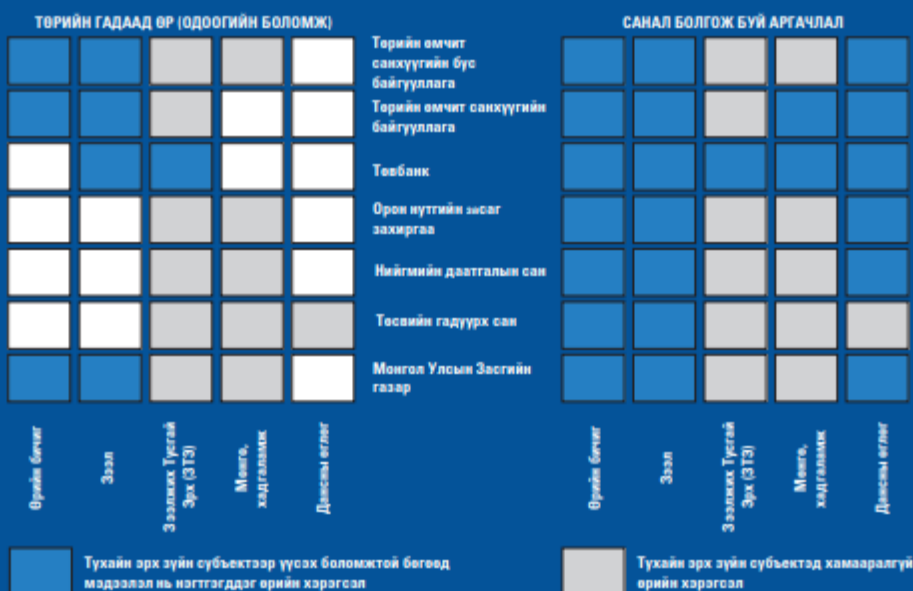 ТӨРИЙН ГАДААД ӨР (ОДООГИЙН БОЛОМЖ)
САНАЛ БОЛГОЖ БУЙ АРГАЧЛАЛ
Төрийн өмчит
санхүүгийн бус
байгууллага
Төрийн өмчит санхүүгийн
байгууллага
Төвбанк
Орон нутгийн засаг
захиргаа
Нийгмийн даатгалын сан
Төсвийн гадуурх сан
Монгол Улсын Засгийн
газар
Өрийн бичиг
Зээл
Зээлжих Тусгай
Эрх (ЗТЭ)
Мөнгө,
хадгаламж
Дансны өглөг
Өрийн бичиг
Зээл
Зээлжих Тусгай
Эрх (ЗТЭ)
Мөнгө,
хадгаламж
Дансны өглөг
Тухайн эрх зүйн субъектээр үүсэх боломжтой бөгөөд
мэдээлэл нь нэгтгэгддэг өрийн хэрэгсэл
Тухайн эрх зүйн субъектэд хамааралгүй
өрийн хэрэгсэл